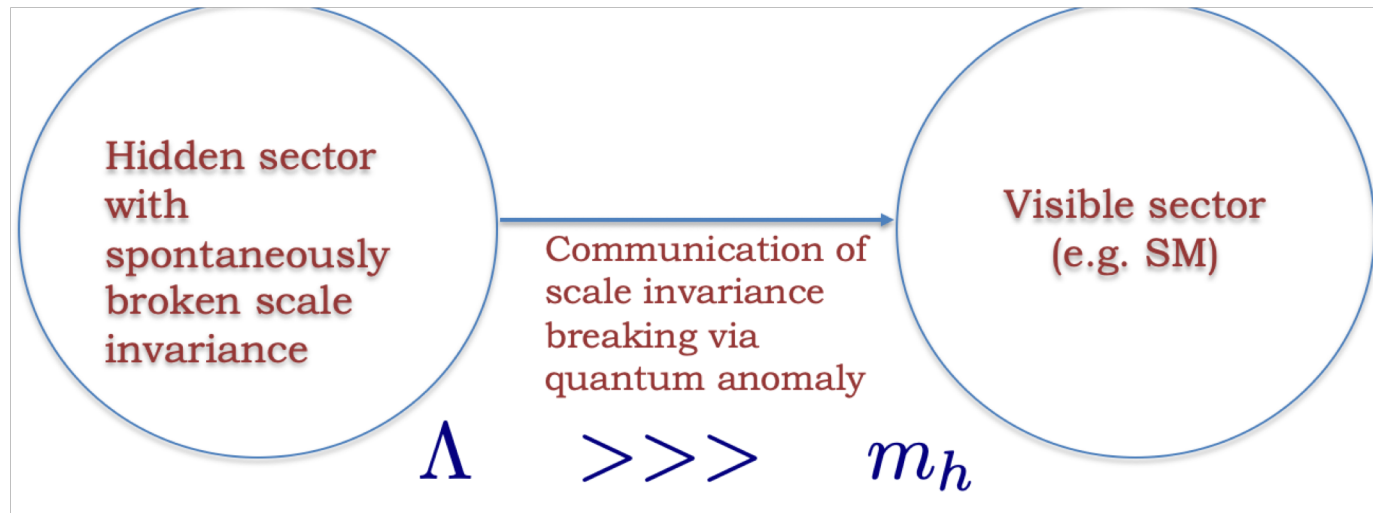 Hidden sector
with
spontaneously
broken scale
invariance
Communication of
scale invariance
breaking via
quantum anomaly
Visible sector
(e.g. SM)
Λ >>> m_h